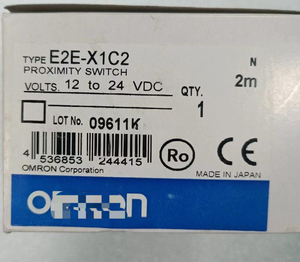 TYPE E2E-X1C2 N
PROXIMITY SWITCH 2m
VOLTS. 12 to 24 VDC QTY.
1
LOT No. 09611K
4 536853 244415
Ro CE
OMRON Corporation MADE IN JAPAN
omron